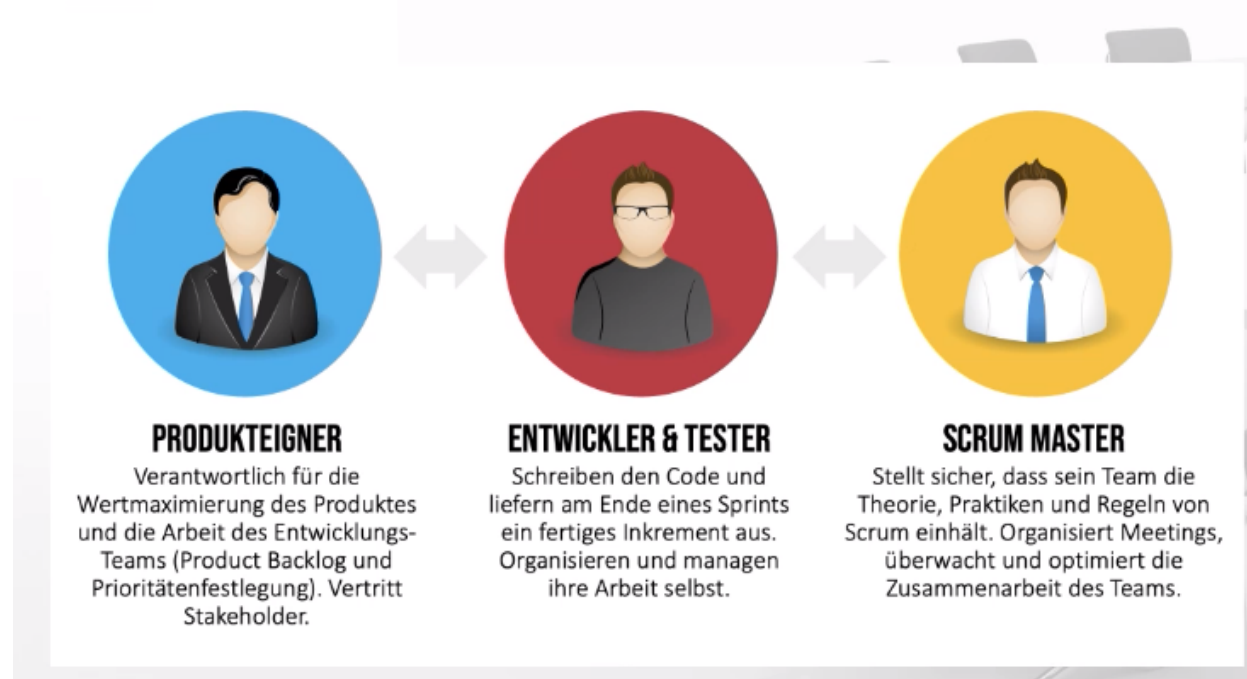 PRODUKTEIGNER
Verantwortlich für die
Wertmaximierung des Produktes
und die Arbeit des Entwicklungs-
Teams (Product Backlog und
Prioritätenfestlegung). Vertritt
Stakeholder.
ENTWICKLER & TESTER
Schreiben den Code und
liefern am Ende eines Sprints
ein fertiges Inkrement aus.
Organisieren und managen
ihre Arbeit selbst.
SCRUM MASTER
Stellt sicher, dass sein Team die
Theorie, Praktiken und Regeln von
Scrum einhält. Organisiert Meetings,
überwacht und optimiert die
Zusammenarbeit des Teams.